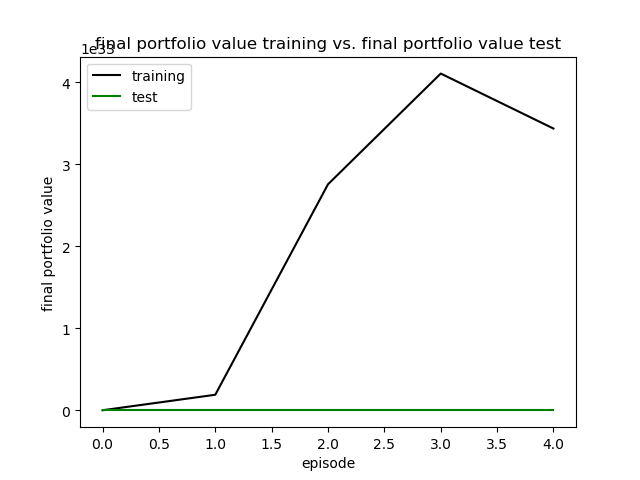 final portfolio value training vs. final portfolio value test
1e33
training
test
4
3
2
1
0
final portfolio value
0.0 0.5 1.0 1.5 2.0 2.5 3.0 3.5 4.0
episode